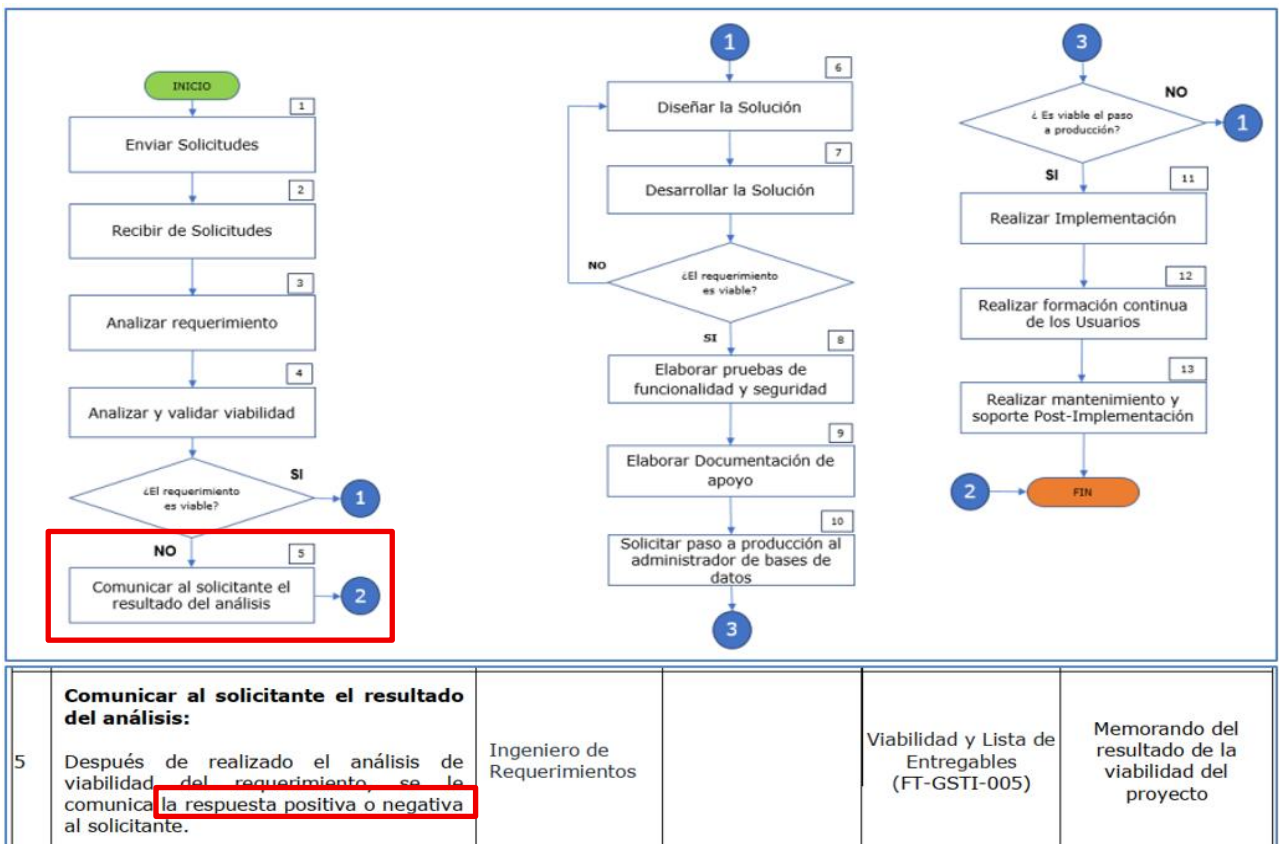 INICIO
1
Enviar Solicitudes
2
Recibir de Solicitudes
3
Analizar requerimiento
4
Analizar y validar viabilidad
¿El requerimiento
es viable?
SI
1
NO
5
Comunicar al solicitante el
resultado del análisis
2
1
6
Diseñar la Solución
7
Desarrollar la Solución
NO
¿El requerimiento
es viable?
SI
8
Elaborar pruebas de
funcionalidad y seguridad
9
Elaborar Documentación de
apoyo
10
Solicitar paso a producción al
administrador de bases de
datos
3
3
NO
¿ Es viable el paso
a producción?
1
SI
11
Realizar Implementación
12
Realizar formación continua
de los Usuarios
13
Realizar mantenimiento y
soporte Post-Implementación
2
FIN
5
Comunicar al solicitante el resultado
del análisis:
Después de realizado el análisis de
viabilidad del requerimiento, se le
comunica la respuesta positiva o negativa
al solicitante.
Ingeniero de
Requerimientos
Viabilidad y Lista de
Entregables
(FT-GSTI-005)
Memorando del
resultado de la
viabilidad del
proyecto